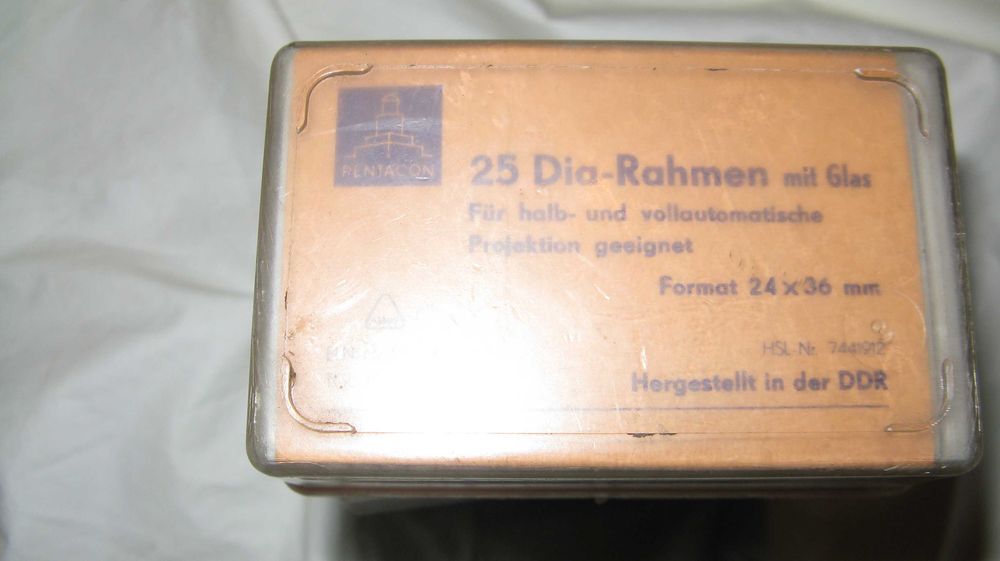 PENTACON
25 Dia-Rahmen mit Glas
Für halb- und vollautomatische
Projektion geeignet
Format 24 x 36 mm
HSL Nr. 7441912
Hergestellt in der DDR